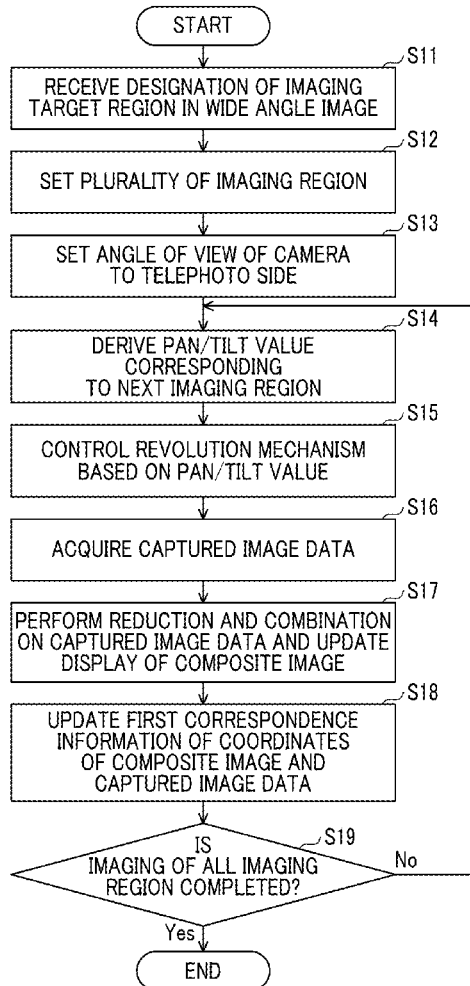 START
S11
RECEIVE DESIGNATION OF IMAGING
TARGET REGION IN WIDE ANGLE IMAGE
S12
SET PLURALITY OF IMAGING REGION
S13
SET ANGLE OF VIEW OF CAMERA
TO TELEPHOTO SIDE
S14
DERIVE PAN/TILT VALUE
CORRESPONDING
TO NEXT IMAGING REGION
S15
CONTROL REVOLUTION MECHANISM
BASED ON PAN/TILT VALUE
S16
ACQUIRE CAPTURED IMAGE DATA
S17
PERFORM REDUCTION AND COMBINATION
ON CAPTURED IMAGE DATA AND UPDATE
DISPLAY OF COMPOSITE IMAGE
S18
UPDATE FIRST CORRESPONDENCE
INFORMATION OF COORDINATES
OF COMPOSITE IMAGE AND
CAPTURED IMAGE DATA
S19
IS
IMAGING OF ALL IMAGING
REGION COMPLETED?
No
Yes
END